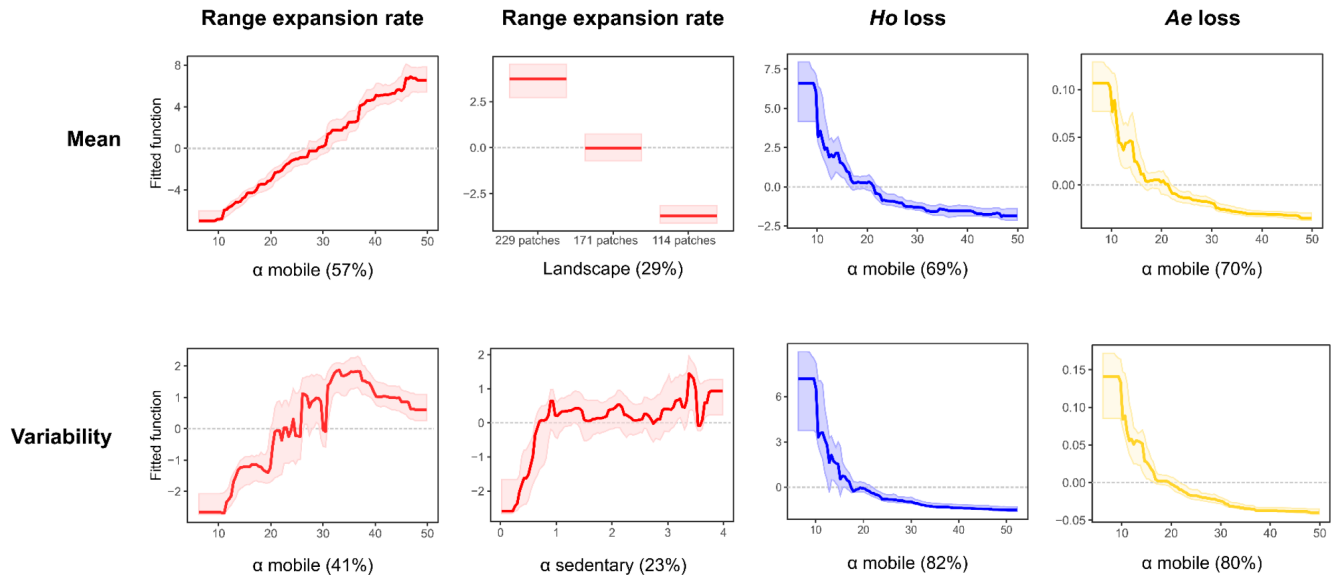 Range expansion rate
Range expansion rate
Ho loss
Ae loss
Mean
Fitted function
8
4
0
−4
10 20 30 40 50
α mobile (57%)
2.5
0.0
−2.5
229 patches 171 patches 114 patches
Landscape (29%)
7.5
5.0
2.5
0.0
−2.5
10 20 30 40 50
α mobile (69%)
0.10
0.05
0.00
10 20 30 40 50
α mobile (70%)
Variability
Fitted function
2
1
0
−1
−2
10 20 30 40 50
α mobile (41%)
2
1
0
−1
−2
0 1 2 3 4
α sedentary (23%)
6
4
2
0
10 20 30 40 50
α mobile (82%)
0.15
0.10
0.05
0.00
−0.05
10 20 30 40 50
α mobile (80%)